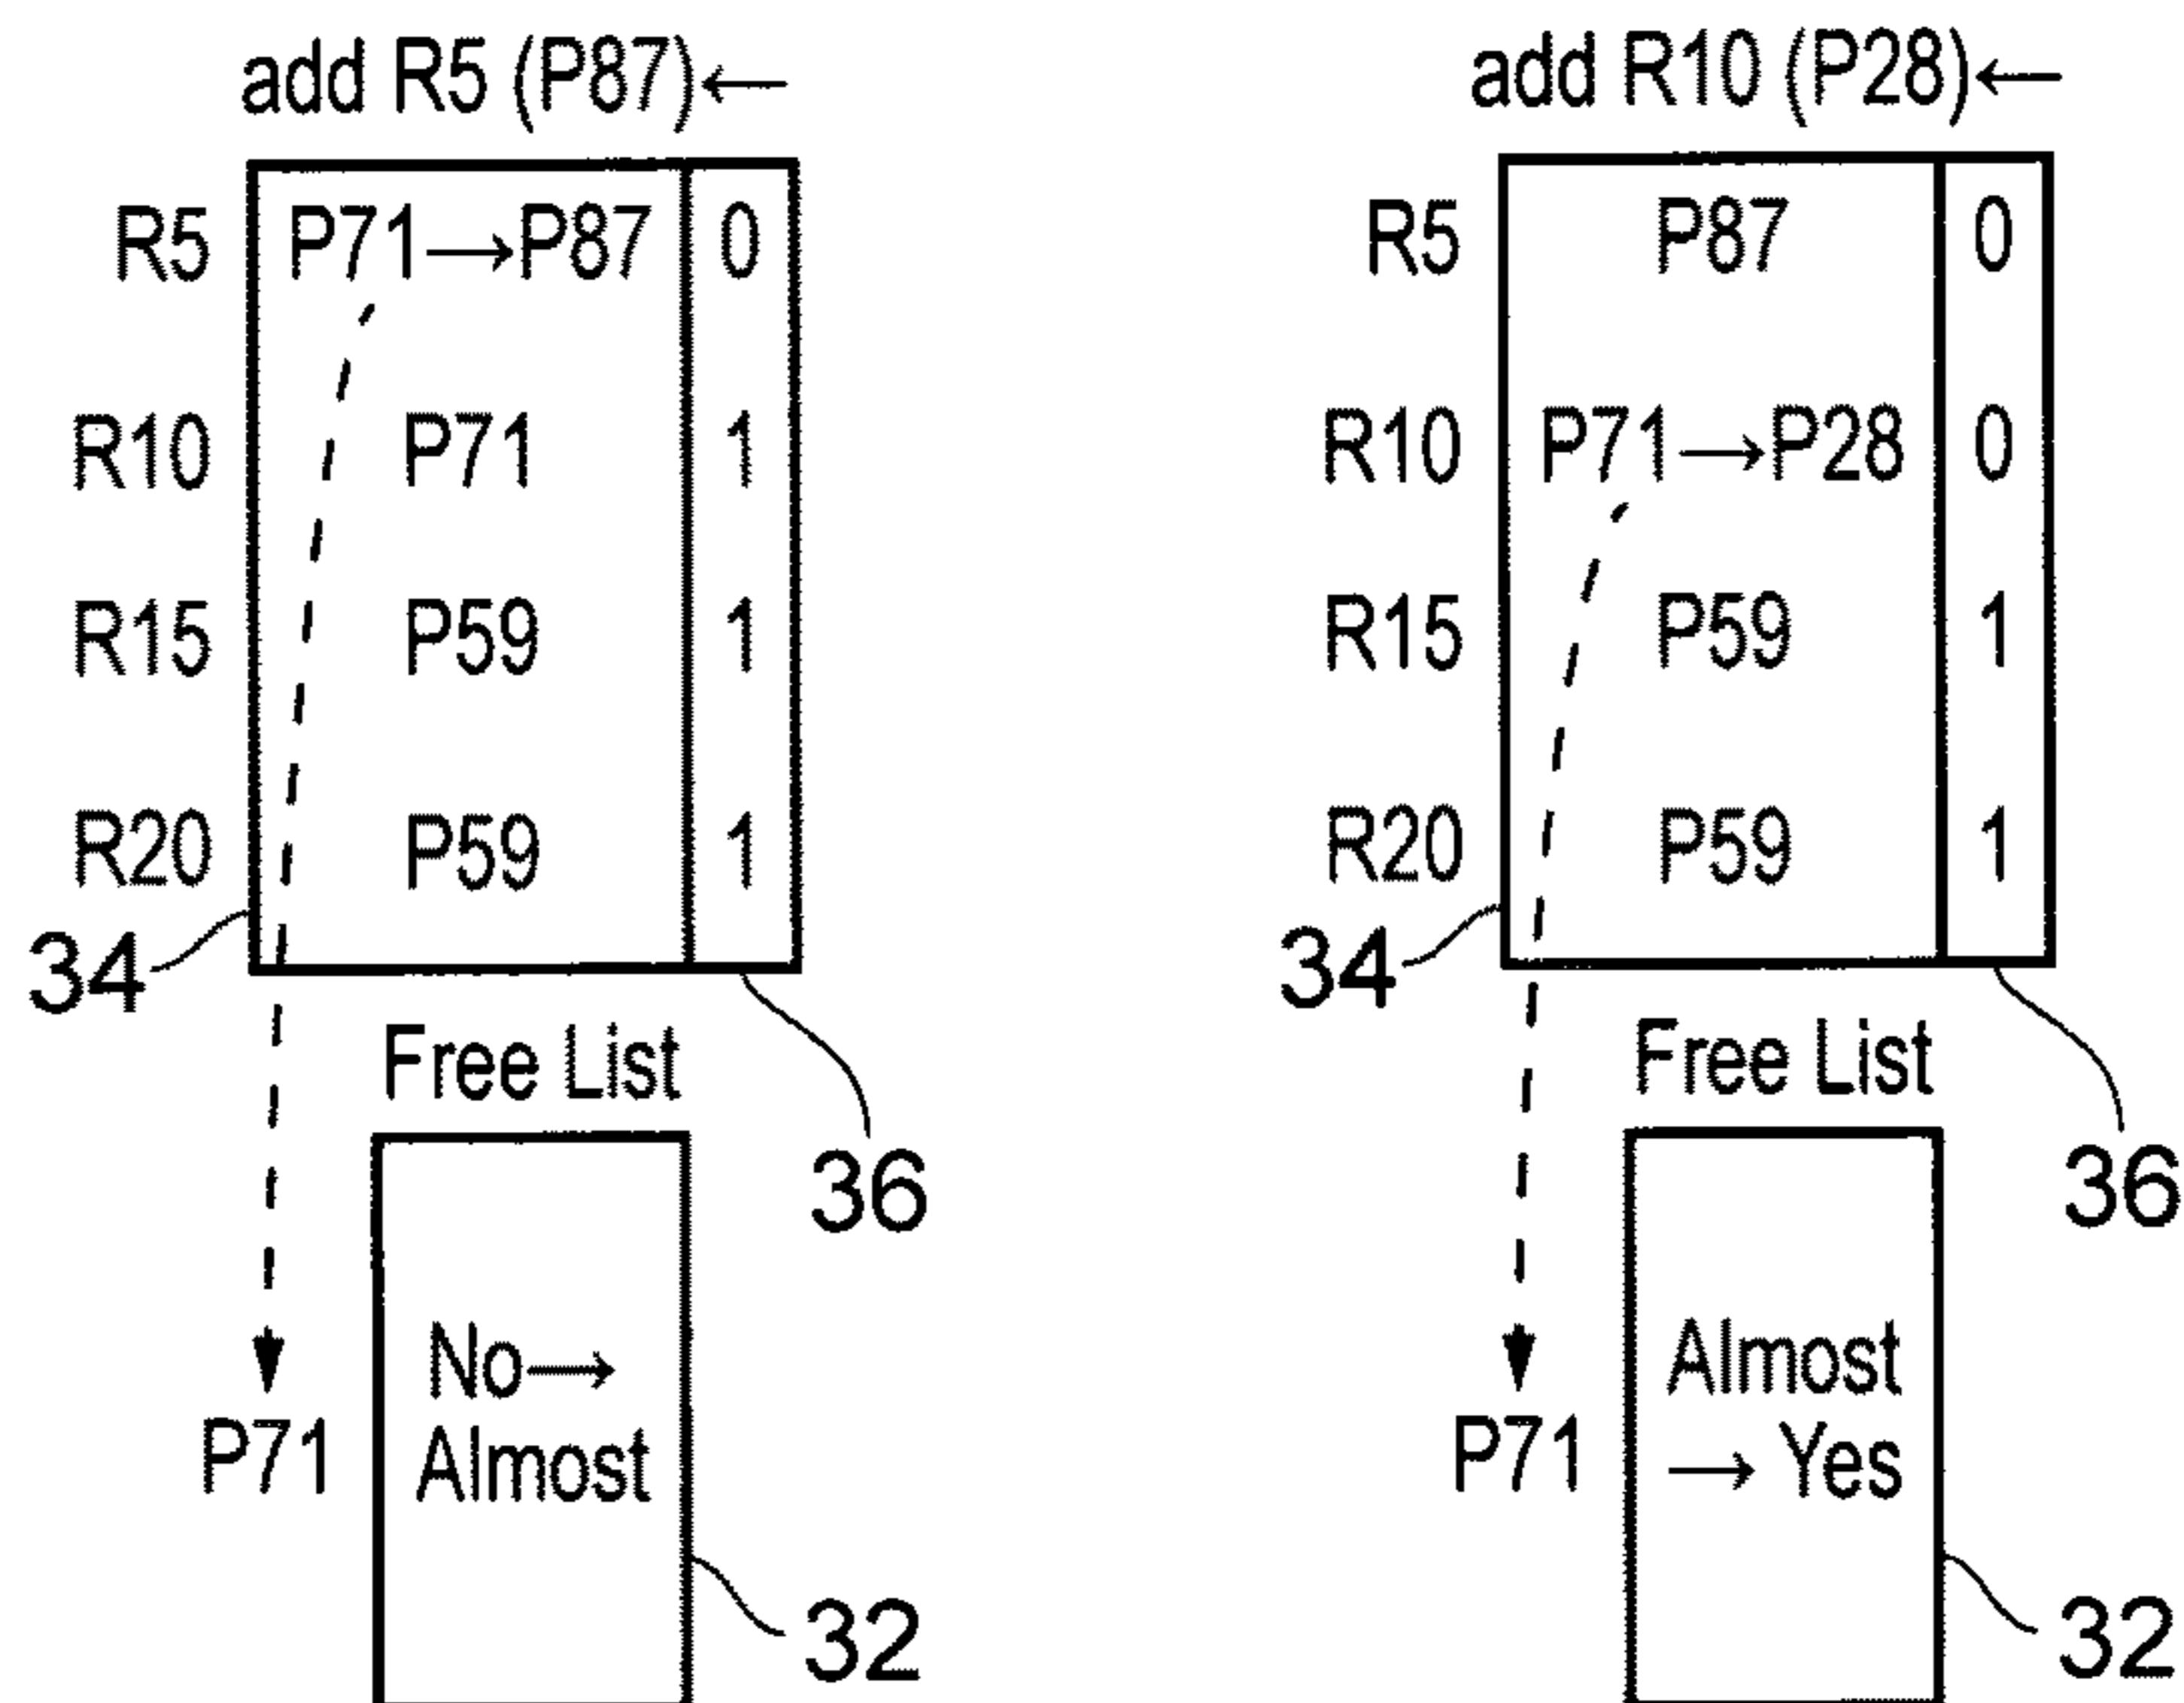 add R5 (P87)←
R5 P71→P87 0
R10 P71 1
R15 P59 1
R20 P59 1
34
Free List
36
No→
Almost
P71
32
add R10 (P28)←
R5 P87 0
R10 P71→P28 0
R15 P59 1
R20 P59 1
34
Free List
36
Almost
P71 → Yes
32